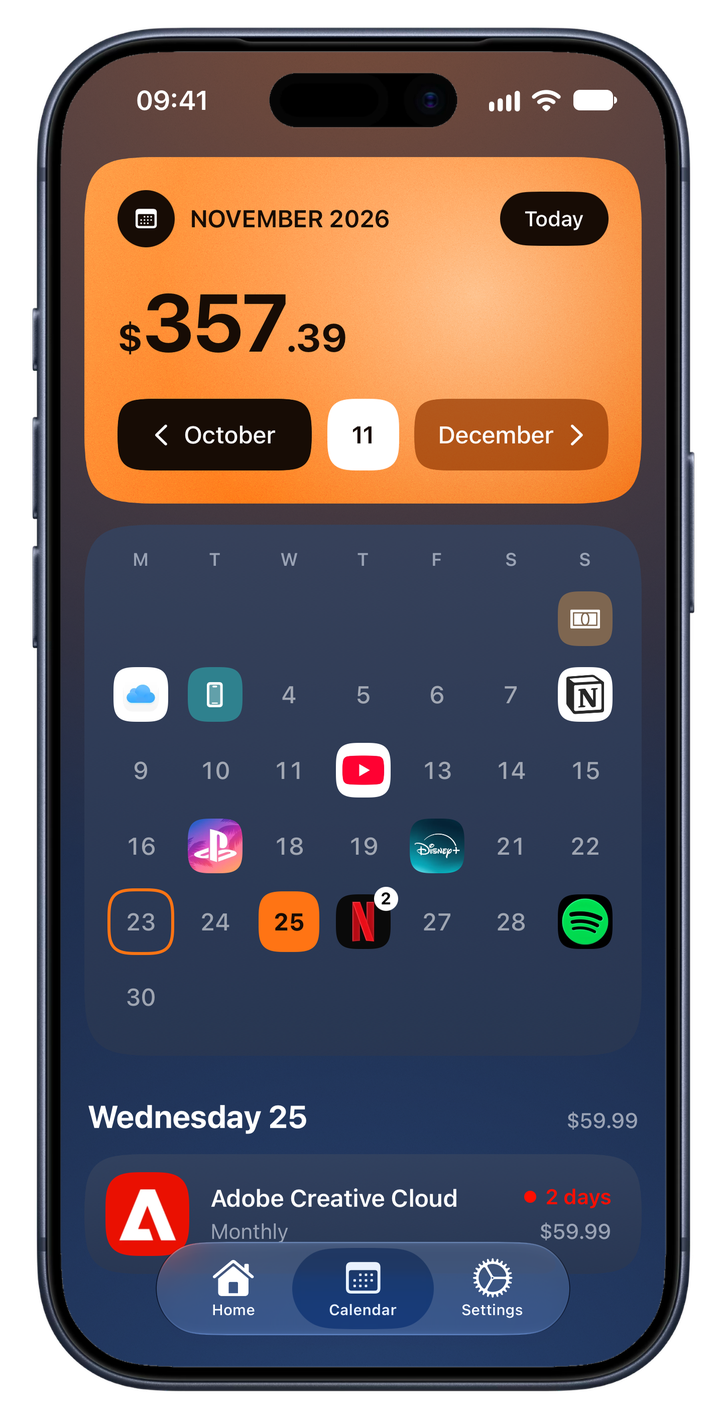 09:41
NOVEMBER 2026
Today
$357.39
October
11
December
M T W T F S S
4 5 6 7 N
9 10 11 13 14 15
16 18 19 Disney+ 21 22
23 24 25 N 2 27 28
30
Wednesday 25
$59.99
Adobe Creative Cloud
2 days
Monthly
$59.99
Home
Calendar
Settings